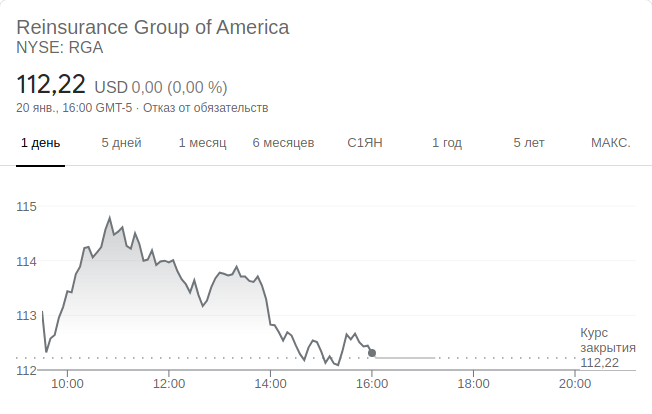 Reinsurance Group of America
NYSE: RGA
112,22 USD 0,00 (0,00 %)
20 янв., 16:00 GMT-5 · Отказ от обязательств
1 день 5 дней 1 месяц 6 месяцев С1ЯН 1 год 5 лет МАКС.
115
114
113
Курс
закрытия
112,22
112
10:00 12:00 14:00 16:00 18:00 20:00